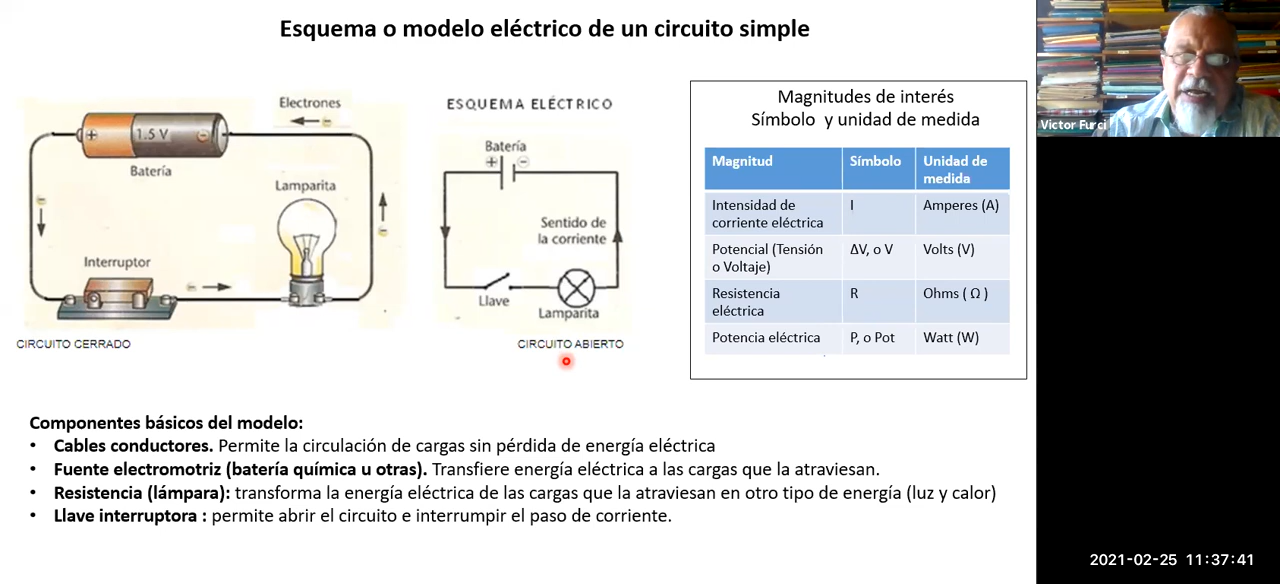 Esquema o modelo eléctrico de un circuito simple
Electrones
+
1.5 V
Batería
Lamparita
Interruptor
CIRCUITO CERRADO
ESQUEMA ELÉCTRICO
Batería
+
−
Sentido de
la corriente
Llave
Lamparita
CIRCUITO ABIERTO
Magnitudes de interés
Símbolo y unidad de medida
Magnitud Símbolo Unidad de
medida
Intensidad de
corriente eléctrica I Amperes (A)
Potencial (Tensión
o Voltaje) ΔV, o V Volts (V)
Resistencia
eléctrica R Ohms ( Ω )
Potencia eléctrica P, o Pot Watt (W)
Victor Furci
Componentes básicos del modelo:
• Cables conductores. Permite la circulación de cargas sin pérdida de energía eléctrica
• Fuente electromotriz (batería química u otras). Transfiere energía eléctrica a las cargas que la atraviesan.
• Resistencia (lámpara): transforma la energía eléctrica de las cargas que la atraviesan en otro tipo de energía (luz y calor)
• Llave interruptora : permite abrir el circuito e interrumpir el paso de corriente.
2021-02-25 11:37:41